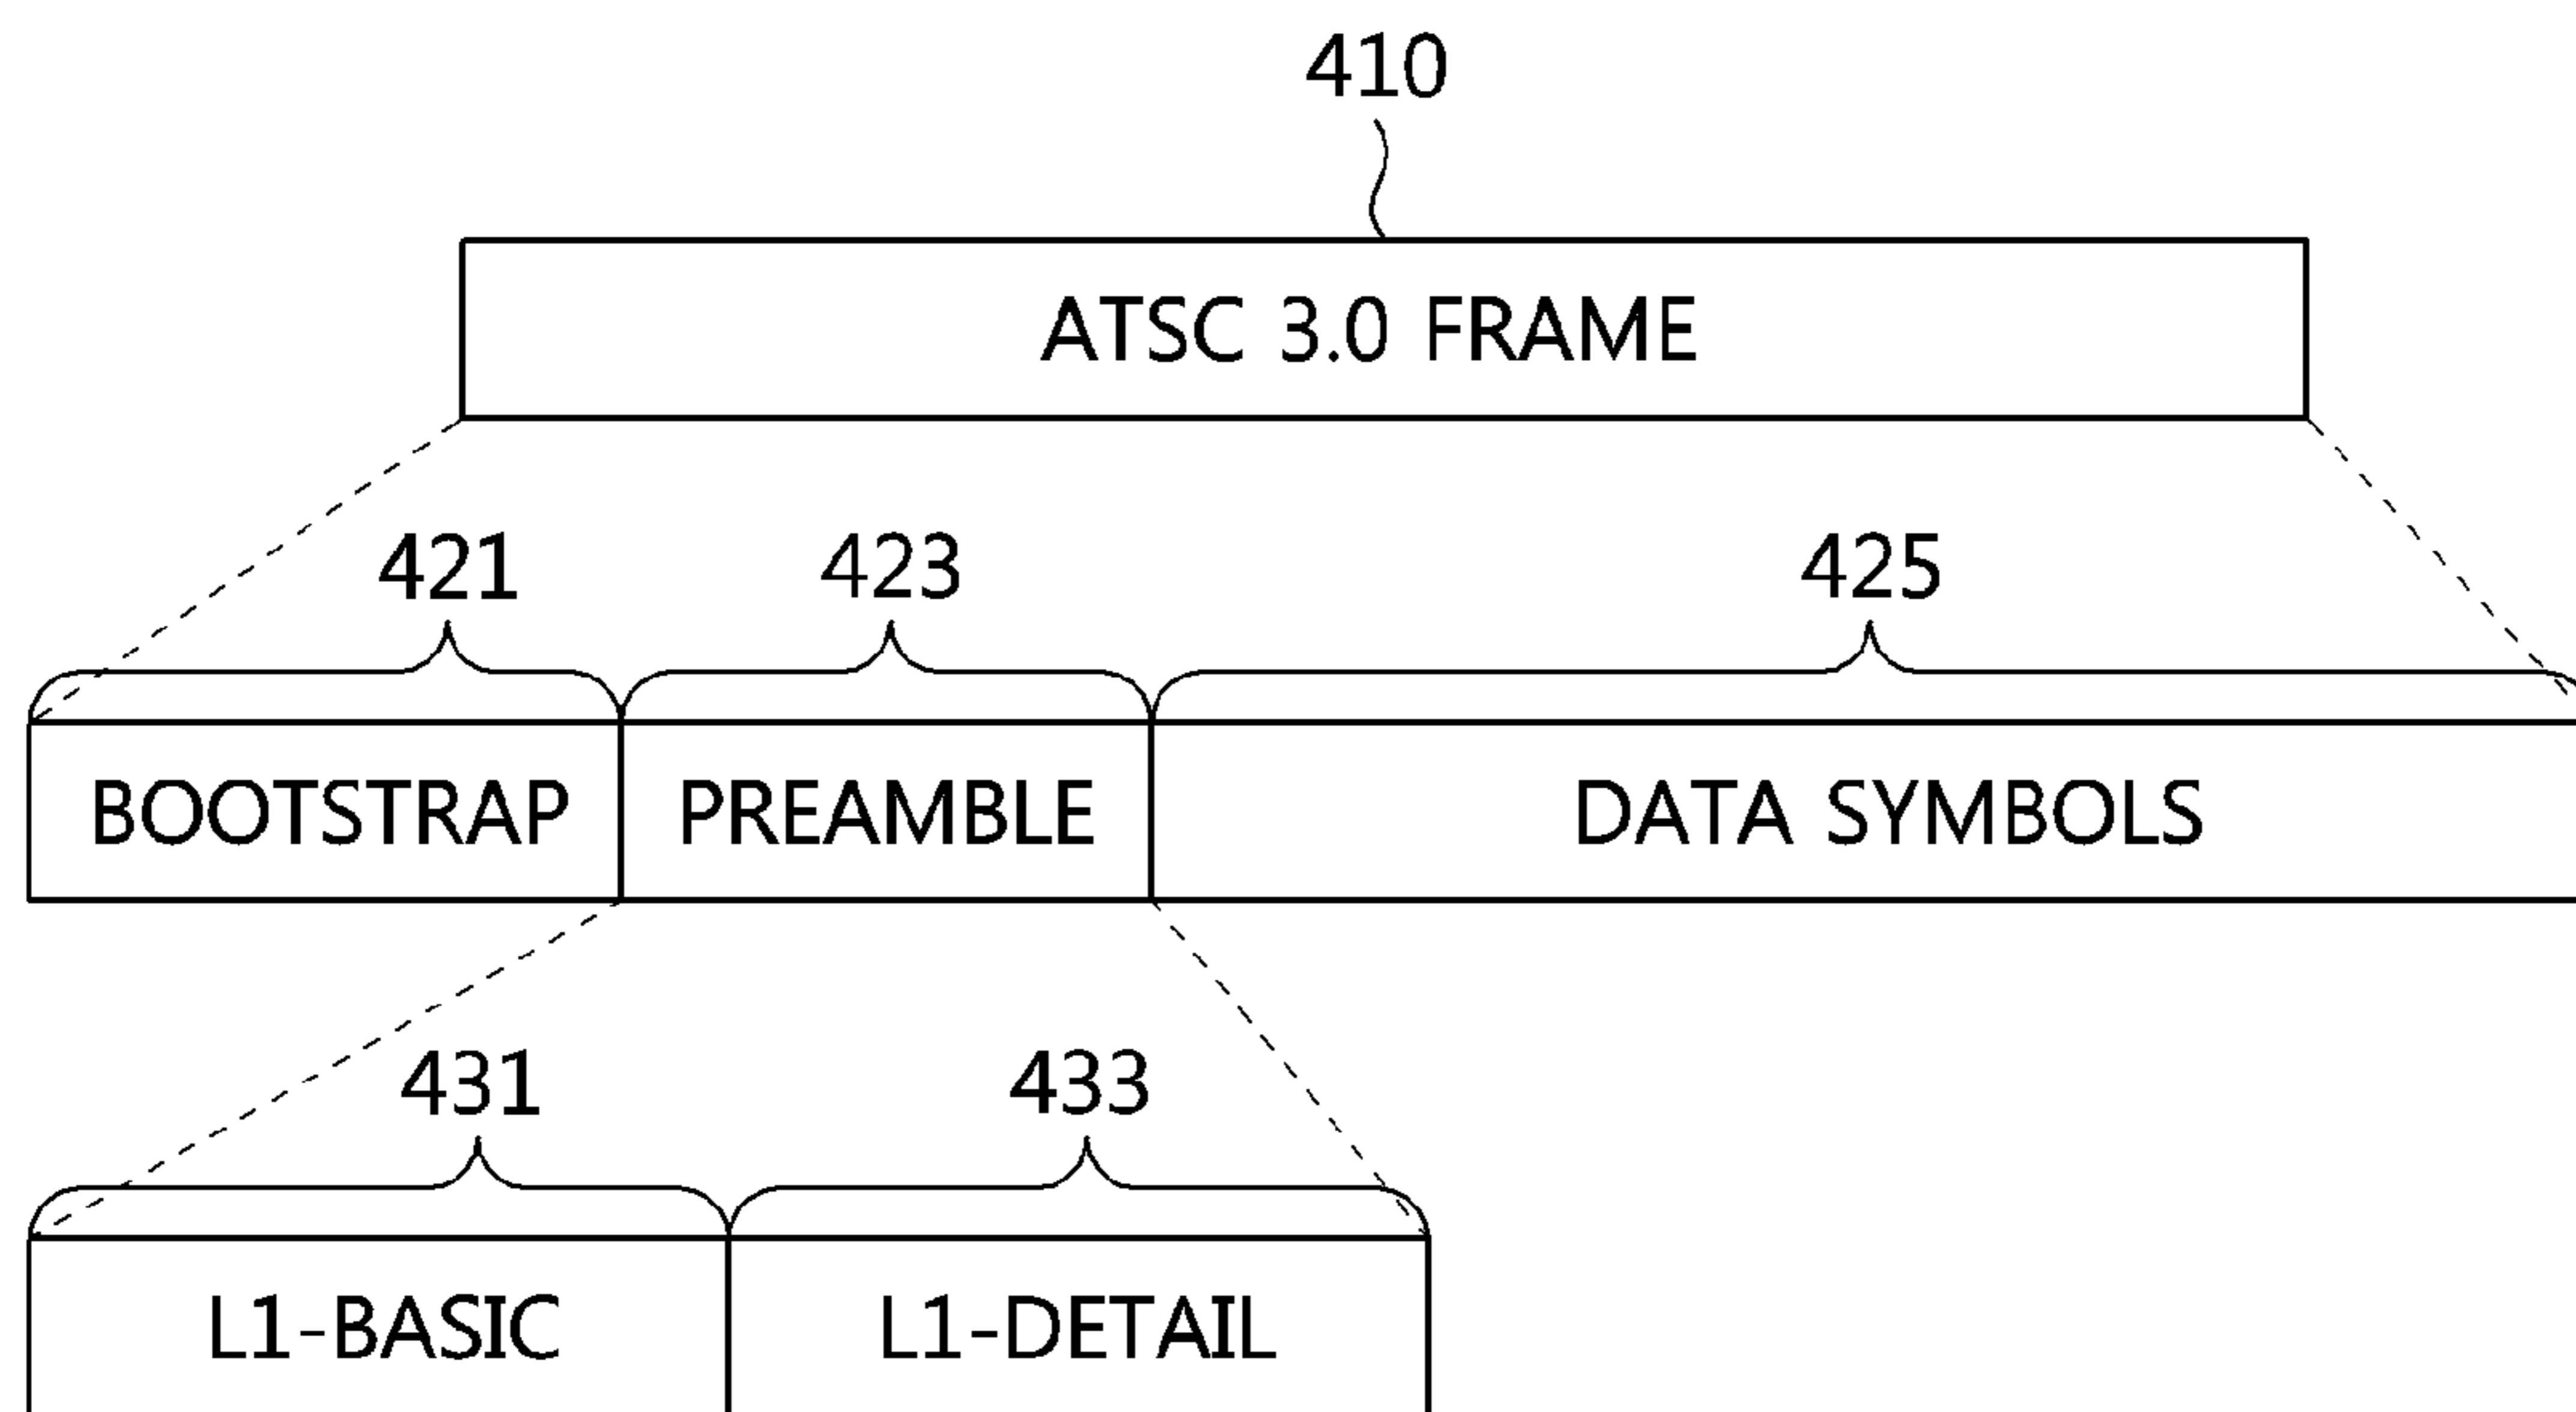 410
ATSC 3.0 FRAME
421 423 425
BOOTSTRAP PREAMBLE DATA SYMBOLS
431 433
L1-BASIC L1-DETAIL